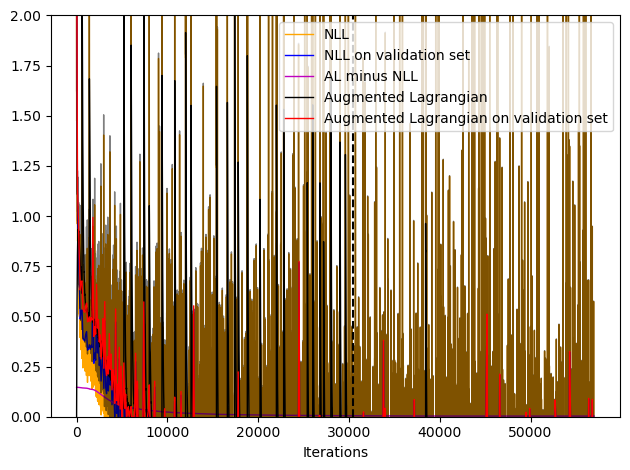 2.00
1.75
1.50
1.25
1.00
0.75
0.50
0.25
0.00
NLL
NLL on validation set
AL minus NLL
Augmented Lagrangian
Augmented Lagrangian on validation set
0 10000 20000 30000 40000 50000
Iterations